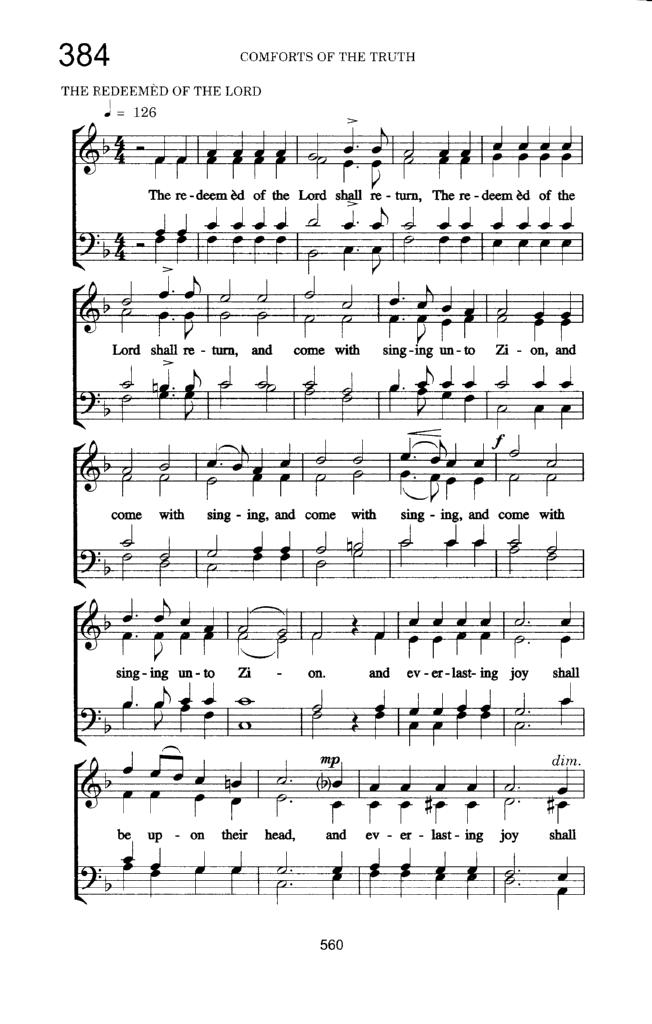 384
COMFORTS OF THE TRUTH
THE REDEEMÈD OF THE LORD
♩ = 126
4 4
The re - deem èd of the Lord shall re - turn, The re - deem èd of the
4 4
Lord shall re - turn, and come with sing - ing un - to Zi - on, and
f
come with sing - ing, and come with sing - ing, and come with
sing - ing un - to Zi - on. and ev - er - last- ing joy shall
mp dim.
be up - on their head, and ev - er - last - ing joy shall
560